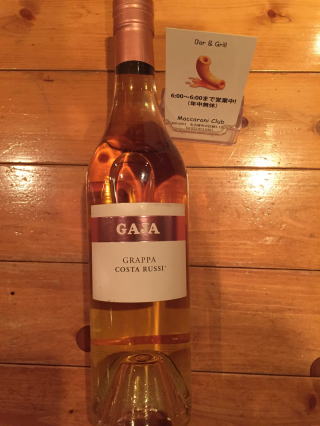 Bar & Grill
6:00~6:00まで営業中!
(年中無休)
Maccaroni Club
GAJA
GRAPPA
COSTA RUSSI